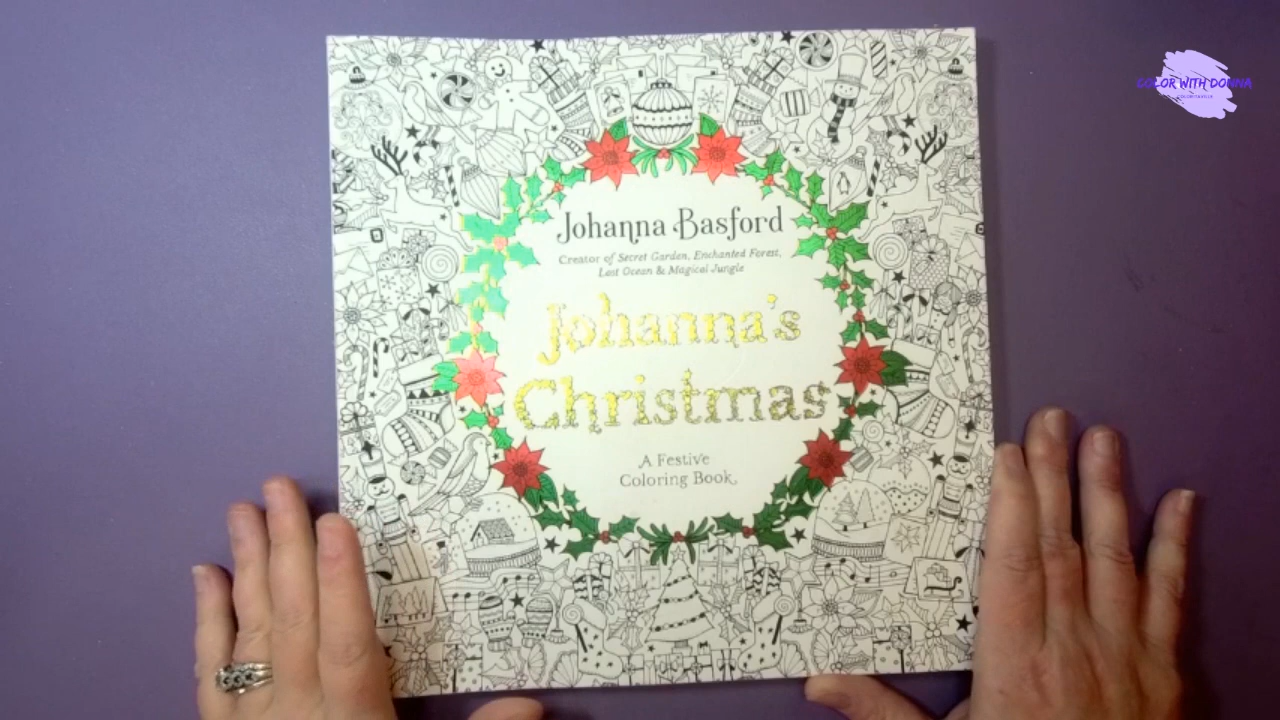 COLOR WITH DONNA
Johanna Basford
Creator of Secret Garden, Enchanted Forest,
Lost Ocean & Magical Jungle
Johanna's
Christmas
A Festive
Coloring Book